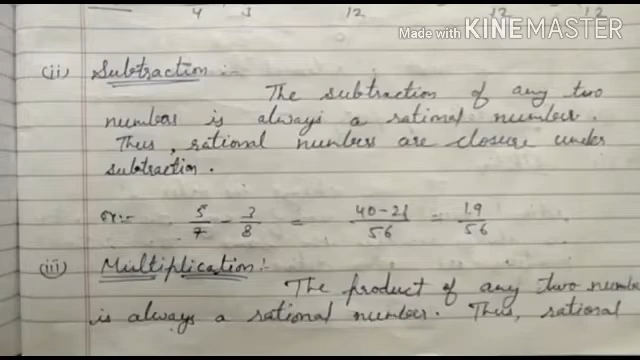 4 3 12 12 12
Made with KINEMASTER
(ii) Subtraction :-
The subtraction of any two
numbers is always a rational number.
Thus, rational numbers are closure under
subtraction.
ex:- 5/7 - 3/8 = 40-21/56 = 19/56
(iii) Multiplication :-
The product of any two numbe
is always a rational number. Thus, rational